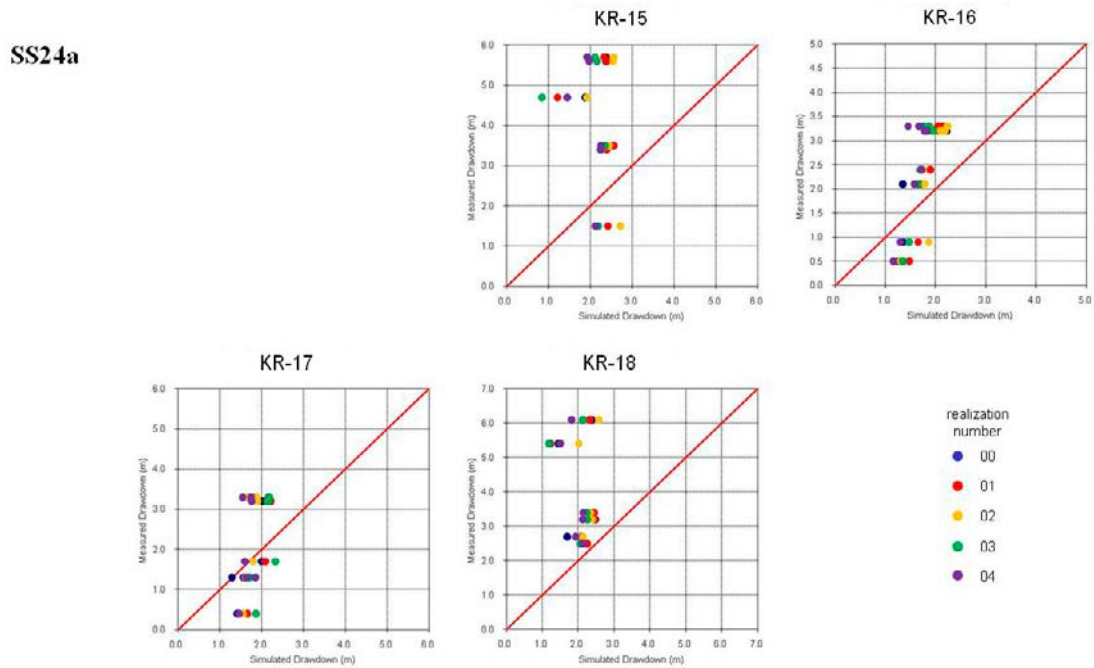 SS24a
KR-15
6.0
5.0
4.0
3.0
2.0
1.0
0.0
Measured Drawdown (m)
0.0 1.0 2.0 3.0 4.0 5.0 6.0
Simulated Drawdown (m)
KR-16
5.0
4.5
4.0
3.5
3.0
2.5
2.0
1.5
1.0
0.5
0.0
Measured Drawdown (m)
0.0 1.0 2.0 3.0 4.0 5.0
Simulated Drawdown (m)
KR-17
6.0
5.0
4.0
3.0
2.0
1.0
0.0
Measured Drawdown (m)
0.0 1.0 2.0 3.0 4.0 5.0 6.0
Simulated Drawdown (m)
KR-18
7.0
6.0
5.0
4.0
3.0
2.0
1.0
0.0
Measured Drawdown (m)
0.0 1.0 2.0 3.0 4.0 5.0 6.0 7.0
Simulated Drawdown (m)
realization
number
00
01
02
03
04